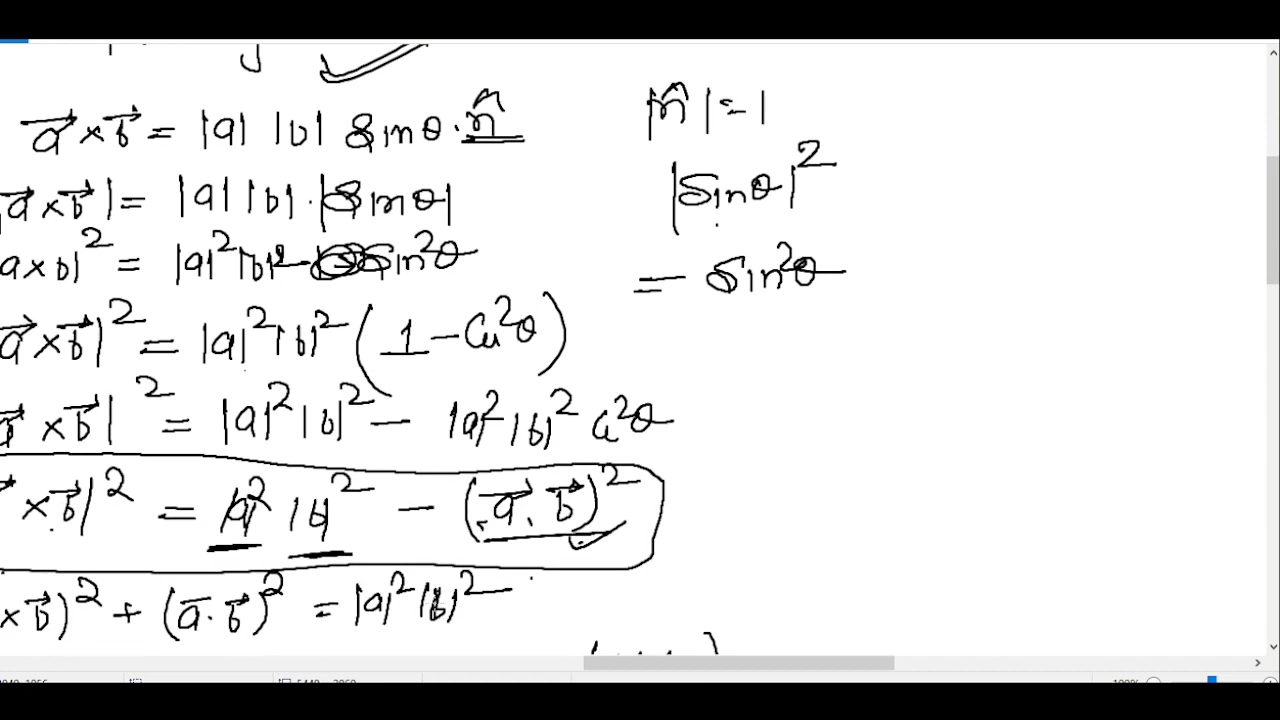 a⃗ × b⃗ = |a| |b| sinθ · n̂
|n̂| = 1
a⃗ × b⃗| = |a| |b| · |sinθ|
|sinθ|²
a × b|² = |a|² |b|² sin²θ
= sin²θ
a⃗ × b⃗|² = |a|² |b|² (1 − Cos²θ)
a⃗ × b⃗|² = |a|² |b|² − |a|² |b|² Cos²θ
× b⃗|² = |a|² |b|² − (a⃗ · b⃗)²
× b⃗)² + (a⃗ · b⃗)² = |a|² |b|²